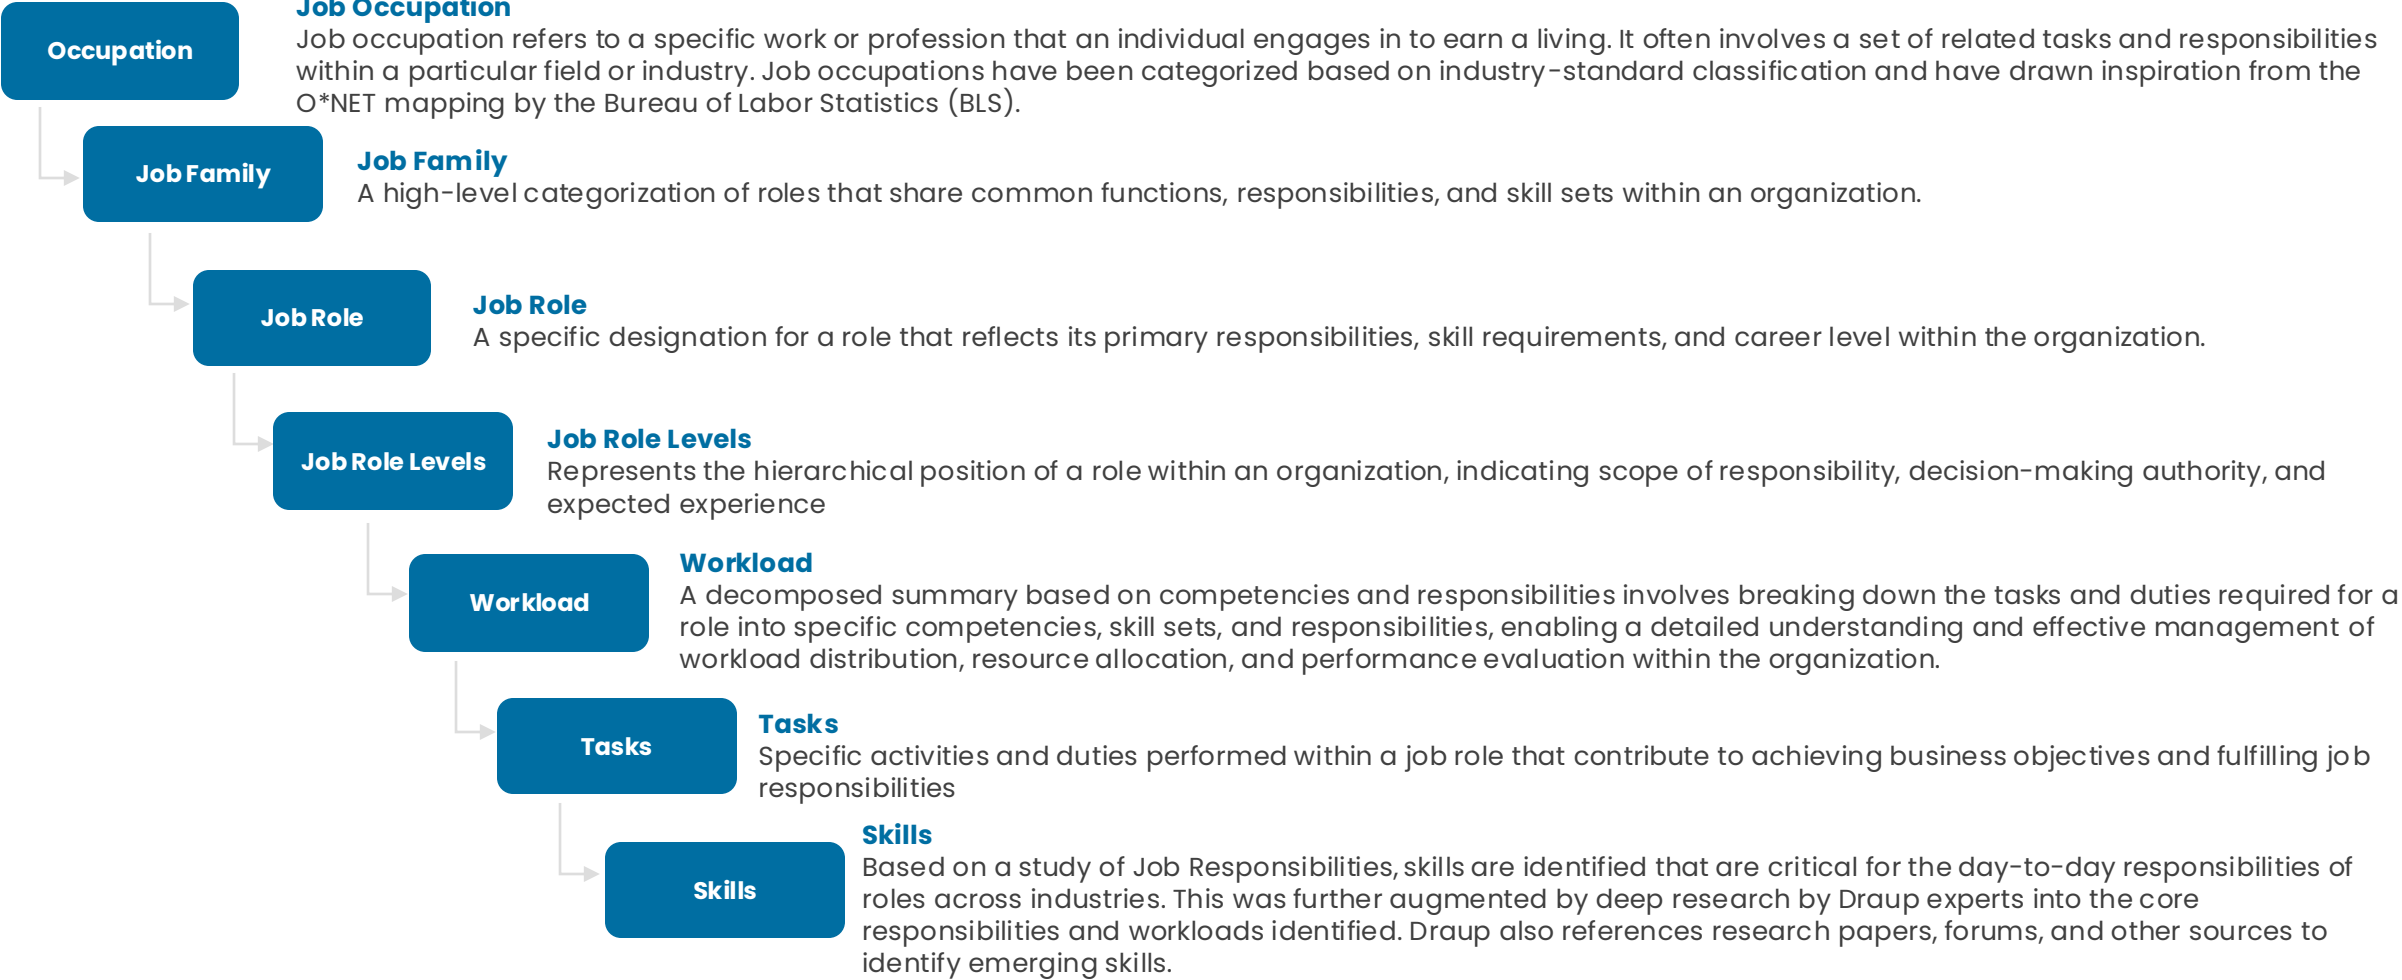 Job Occupation
Occupation
Job occupation refers to a specific work or profession that an individual engages in to earn a living. It often involves a set of related tasks and responsibilities
within a particular field or industry. Job occupations have been categorized based on industry-standard classification and have drawn inspiration from the
O*NET mapping by the Bureau of Labor Statistics (BLS).
Job Family
Job Family
A high-level categorization of roles that share common functions, responsibilities, and skill sets within an organization.
Job Role
Job Role
A specific designation for a role that reflects its primary responsibilities, skill requirements, and career level within the organization.
Job Role Levels
Job Role Levels
Represents the hierarchical position of a role within an organization, indicating scope of responsibility, decision-making authority, and
expected experience
Workload
Workload
A decomposed summary based on competencies and responsibilities involves breaking down the tasks and duties required for a
role into specific competencies, skill sets, and responsibilities, enabling a detailed understanding and effective management of
workload distribution, resource allocation, and performance evaluation within the organization.
Tasks
Tasks
Specific activities and duties performed within a job role that contribute to achieving business objectives and fulfilling job
responsibilities
Skills
Skills
Based on a study of Job Responsibilities, skills are identified that are critical for the day-to-day responsibilities of
roles across industries. This was further augmented by deep research by Draup experts into the core
responsibilities and workloads identified. Draup also references research papers, forums, and other sources to
identify emerging skills.